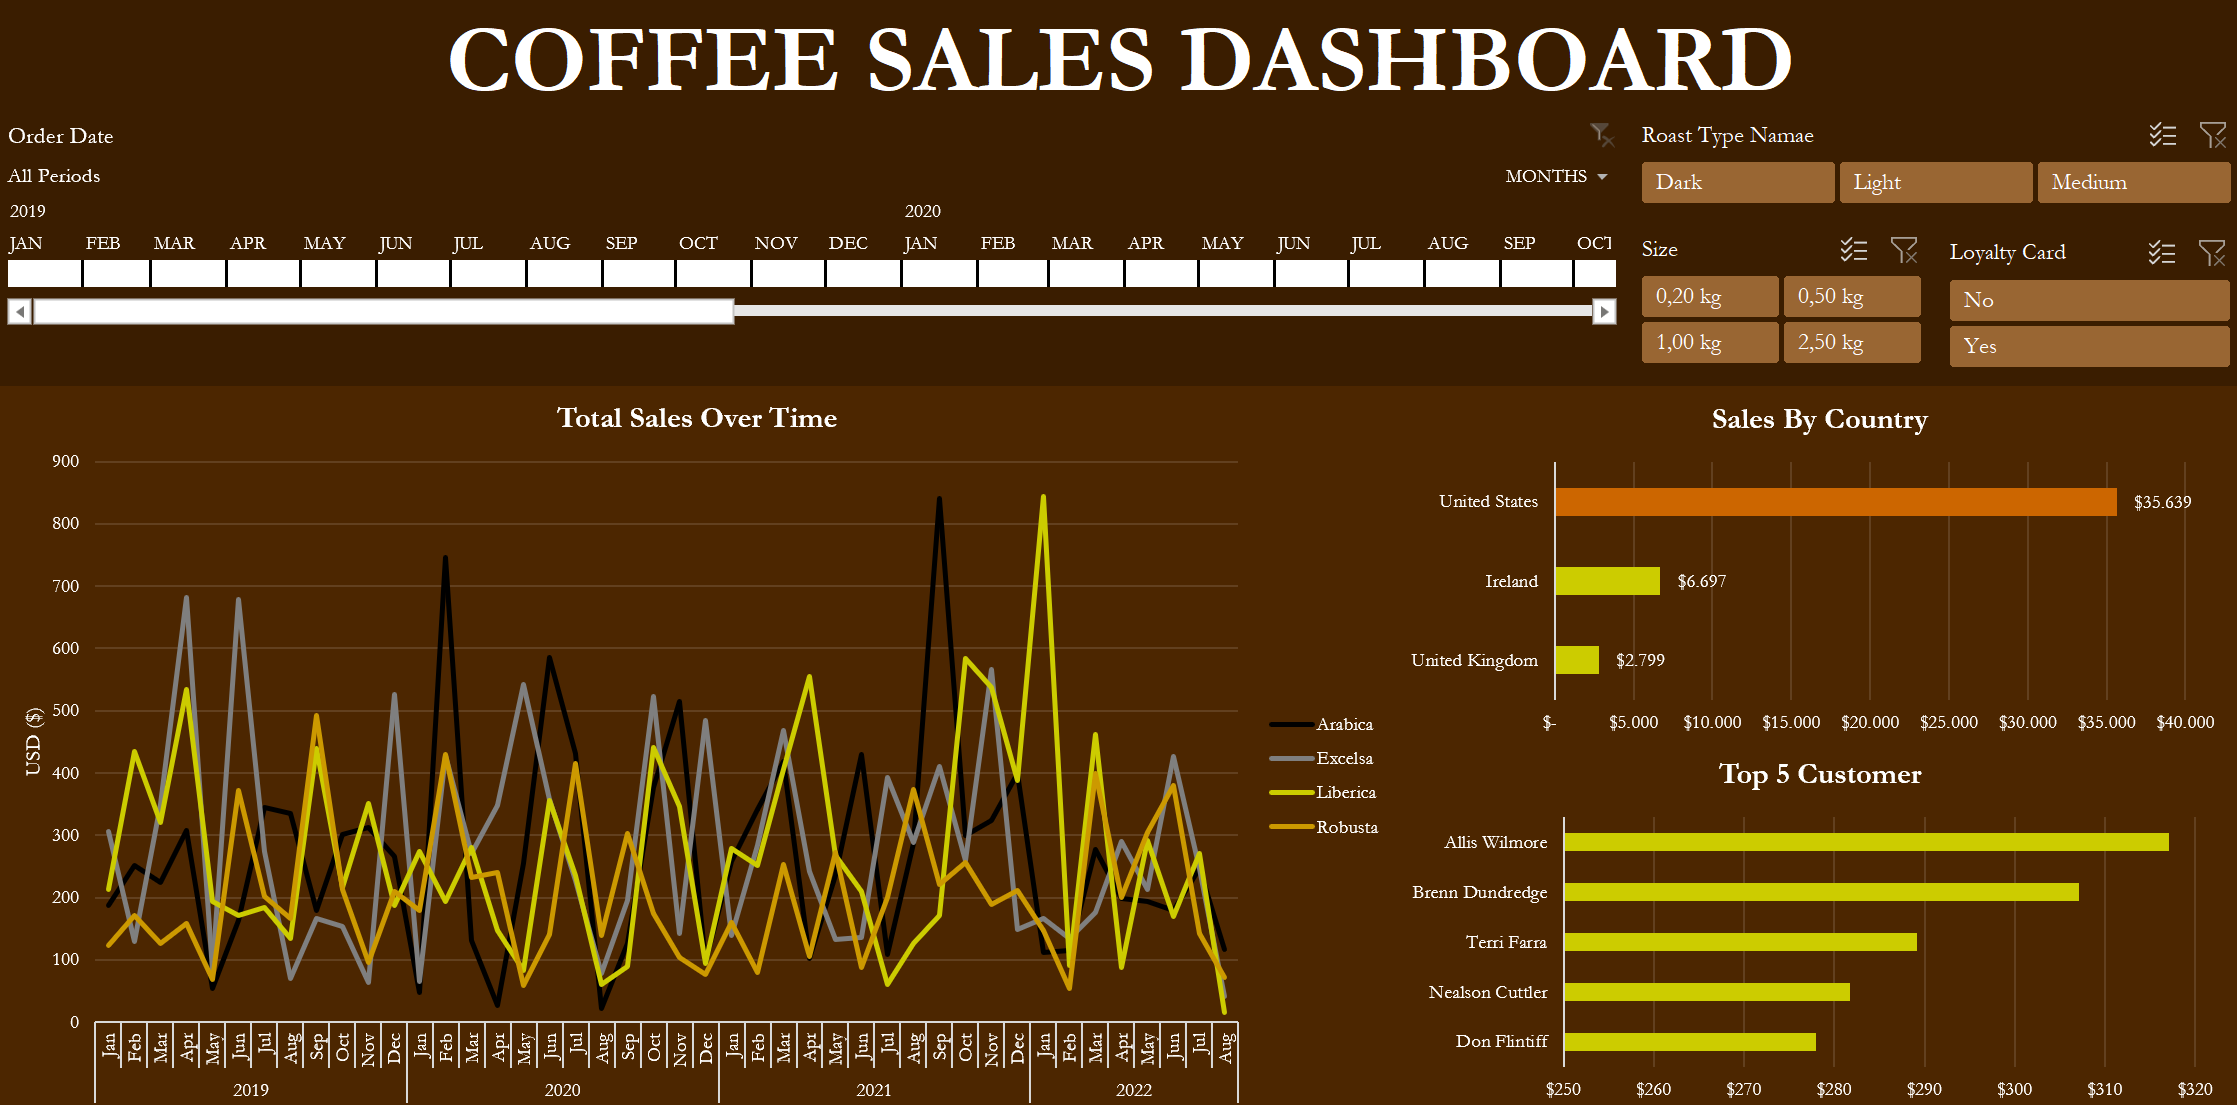 COFFEE SALES DASHBOARD
Order Date
All Periods
MONTHS
2019 2020
JAN FEB MAR APR MAY JUN JUL AUG SEP OCT NOV DEC JAN FEB MAR APR MAY JUN JUL AUG SEP OCT
Roast Type Namae
Dark Light Medium
Size
0,20 kg 0,50 kg
1,00 kg 2,50 kg
Loyalty Card
No
Yes
Total Sales Over Time
900
800
700
600
500
400
300
200
100
0
USD ($)
Jan Feb Mar Apr May Jun Jul Aug Sep Oct Nov Dec Jan Feb Mar Apr May Jun Jul Aug Sep Oct Nov Dec Jan Feb Mar Apr May Jun Jul Aug Sep Oct Nov Dec Jan Feb Mar Apr May Jun Jul Aug
2019 2020 2021 2022
Arabica
Excelsa
Liberica
Robusta
Sales By Country
United States $35.639
Ireland $6.697
United Kingdom $2.799
$- $5.000 $10.000 $15.000 $20.000 $25.000 $30.000 $35.000 $40.000
Top 5 Customer
Allis Wilmore
Brenn Dundredge
Terri Farra
Nealson Cuttler
Don Flintiff
$250 $260 $270 $280 $290 $300 $310 $320